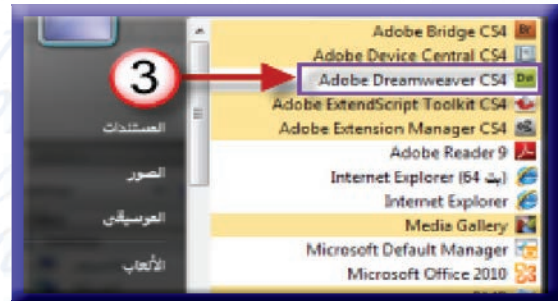 Adobe Bridge CS4
Adobe Device Central CS4
Adobe Dreamweaver CS4
Adobe ExtendScript Toolkit CS4
Adobe Extension Manager CS4
Adobe Reader 9
Internet Explorer (64 بت)
Internet Explorer
Media Gallery
Microsoft Default Manager
Microsoft Office 2010
3
المستندات
الصور
الموسيقى
الألعاب